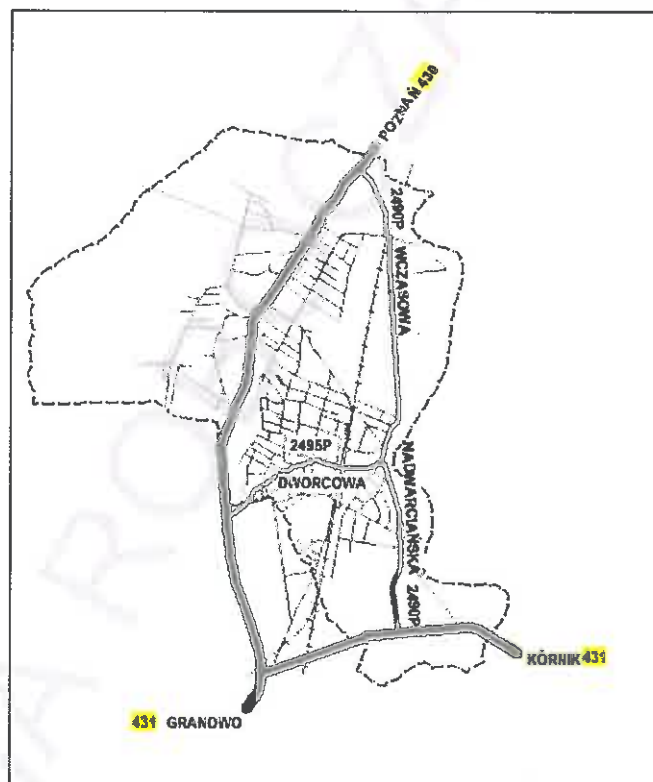 POZNAŃ 430
2490P WCZASOWA
2495P
DWORCOWA
NADWARCIAŃSKA 2490P
KÓRNIK 431
431 GRANOWO